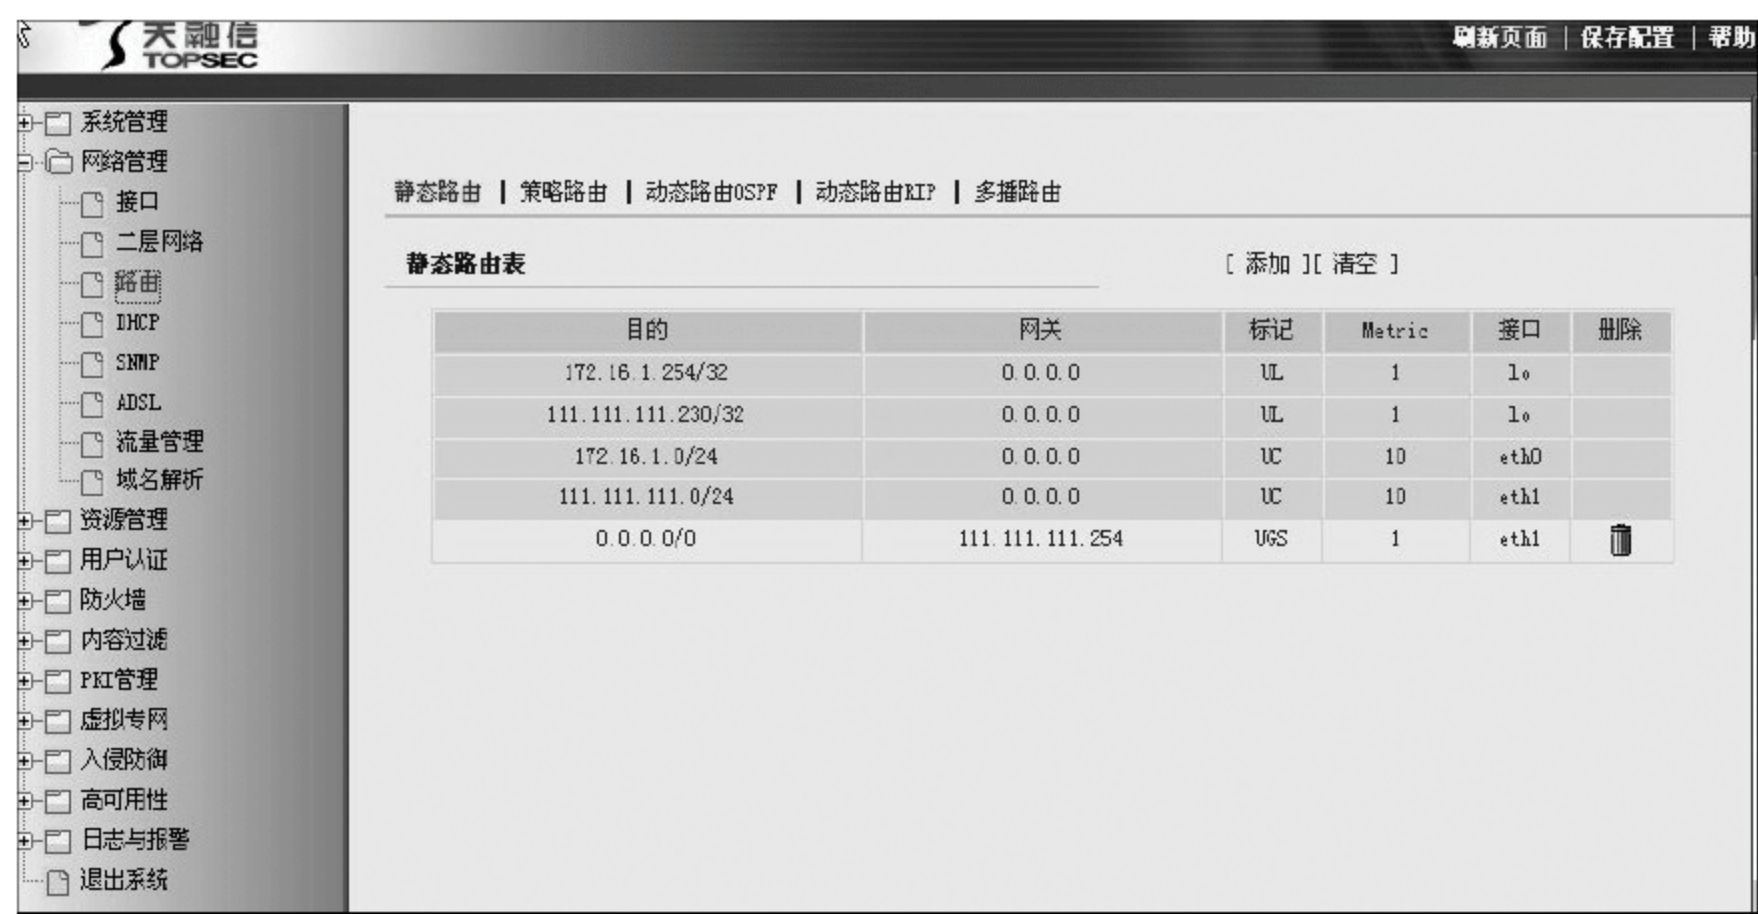 天融信
TOPSEC
刷新页面 | 保存配置 | 帮助
系统管理
网络管理
接口
二层网络
路由
DHCP
SNMP
ADSL
流量管理
域名解析
资源管理
用户认证
防火墙
内容过滤
PKI管理
虚拟专网
入侵防御
高可用性
日志与报警
退出系统
静态路由 | 策略路由 | 动态路由OSPF | 动态路由RIP | 多播路由
静态路由表 [ 添加 ][ 清空 ]
目的 网关 标记 Metric 接口 删除
172.16.1.254/32 0.0.0.0 UL 1 lo
111.111.111.230/32 0.0.0.0 UL 1 lo
172.16.1.0/24 0.0.0.0 UC 10 eth0
111.111.111.0/24 0.0.0.0 UC 10 eth1
0.0.0.0/0 111.111.111.254 UGS 1 eth1